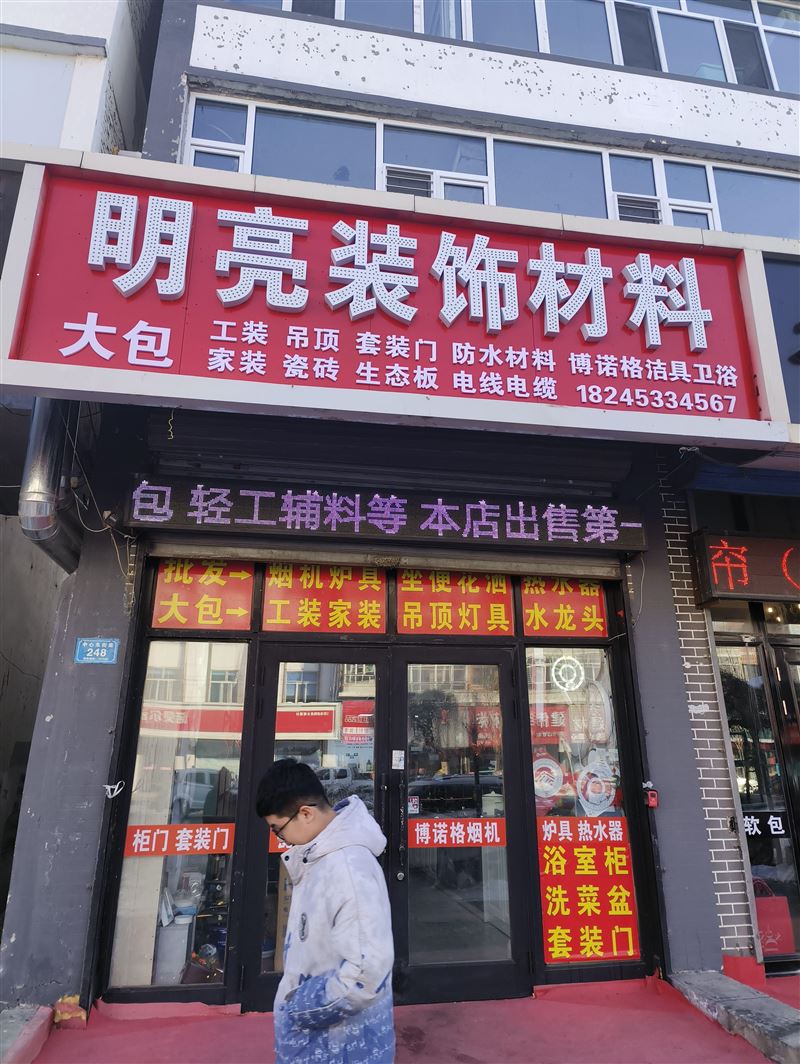 明亮装饰材料
大包
工装 吊顶 套装门 防水材料 博诺格洁具卫浴
家装 瓷砖 生态板 电线电缆 18245334567
包 轻工辅料等 本店出售第一
帘（
批发→ 烟机炉具 坐便花洒 热水器
大包→ 工装家装 吊顶灯具 水龙头
248
柜门 套装门
博诺格烟机
炉具 热水器
浴室柜
洗菜盆
套装门
软包